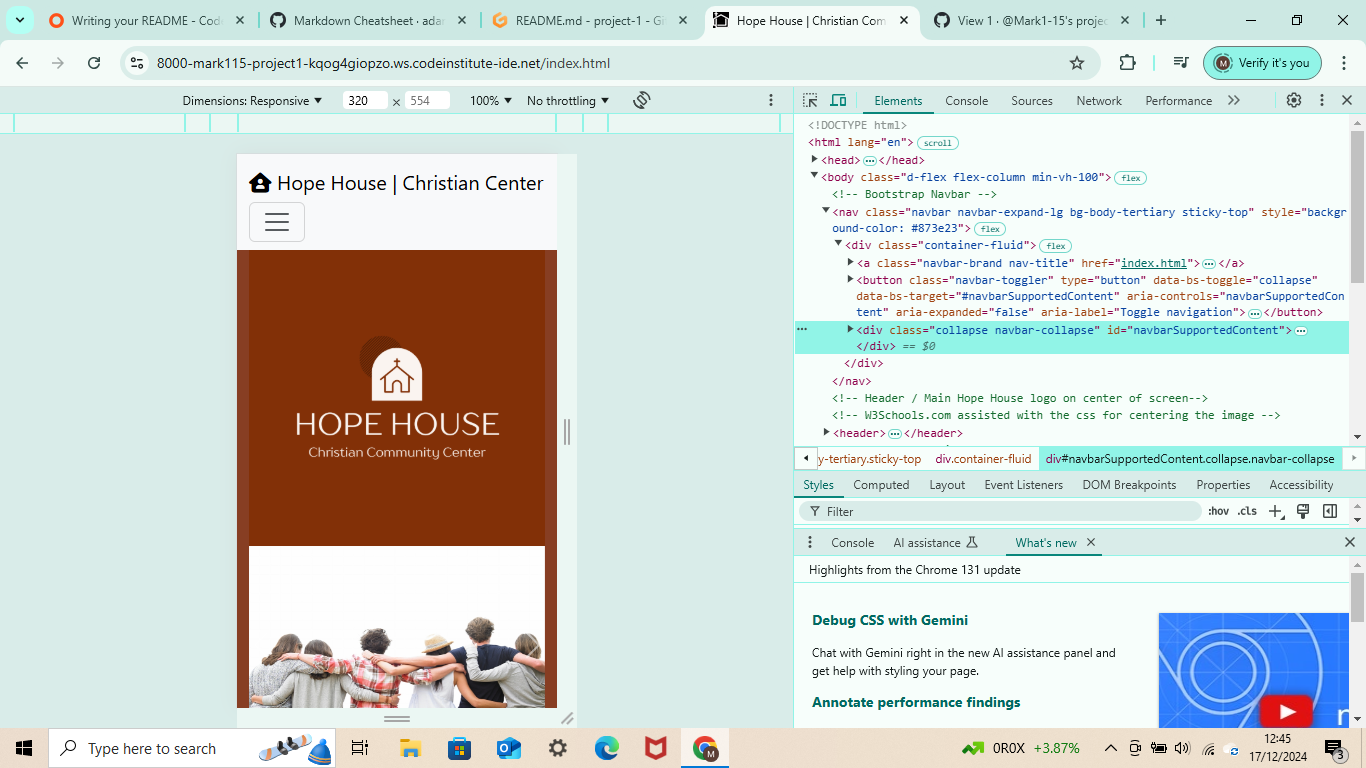 Writing your README - Cod
Markdown Cheatsheet · adar
README.md - project-1 - Gi
Hope House | Christian Com
View 1 · @Mark1-15's projec
8000-mark115-project1-kqog4giopzo.ws.codeinstitute-ide.net/index.html
M
Verify it's you
Dimensions: Responsive
320
×
554
100%
No throttling
Elements
Console
Sources
Network
Performance
Hope House | Christian Center
HOPE HOUSE
Christian Community Center
<!DOCTYPE html>
<html lang="en"> scroll
<head> ⋯ </head>
<body class="d-flex flex-column min-vh-100"> flex
<!-- Bootstrap Navbar -->
<nav class="navbar navbar-expand-lg bg-body-tertiary sticky-top" style="backgr
ound-color: #873e23"> flex
<div class="container-fluid"> flex
<a class="navbar-brand nav-title" href="index.html"> ⋯ </a>
<button class="navbar-toggler" type="button" data-bs-toggle="collapse"
data-bs-target="#navbarSupportedContent" aria-controls="navbarSupportedCon
tent" aria-expanded="false" aria-label="Toggle navigation"> ⋯ </button>
<div class="collapse navbar-collapse" id="navbarSupportedContent"> ⋯
</div> == $0
</div>
</nav>
<!-- Header / Main Hope House logo on center of screen-->
<!-- W3Schools.com assisted with the css for centering the image -->
<header> ⋯ </header>
y-tertiary.sticky-top
div.container-fluid
div#navbarSupportedContent.collapse.navbar-collapse
Styles
Computed
Layout
Event Listeners
DOM Breakpoints
Properties
Accessibility
Filter
:hov
.cls
Console
AI assistance
What's new
Highlights from the Chrome 131 update
Debug CSS with Gemini
Chat with Gemini right in the new AI assistance panel and
get help with styling your page.
Annotate performance findings
Type here to search
M
0R0X +3.87%
12:45
17/12/2024
3